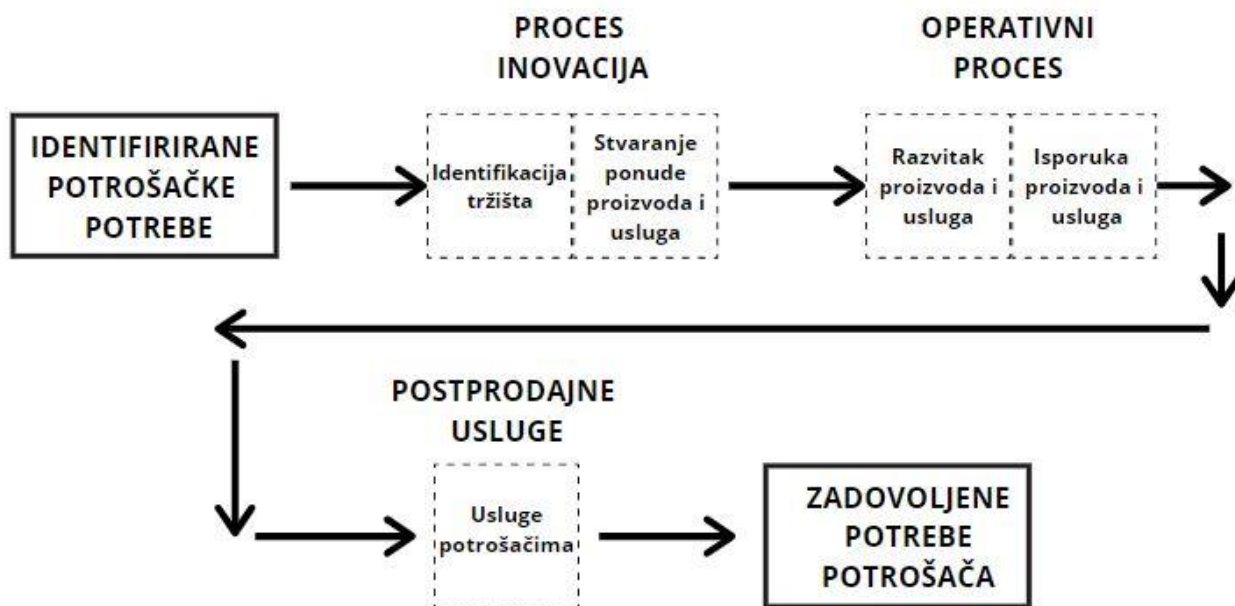 PROCES
INOVACIJA
OPERATIVNI
PROCES
IDENTIFIRIRANE
POTROŠAČKE
POTREBE
Identifikacija
tržišta
Stvaranje
ponude
proizvoda i
usluga
Razvitak
proizvoda i
usluga
Isporuka
proizvoda i
usluga
POSTPRODAJNE
USLUGE
Usluge
potrošačima
ZADOVOLJENE
POTREBE
POTROŠAČA